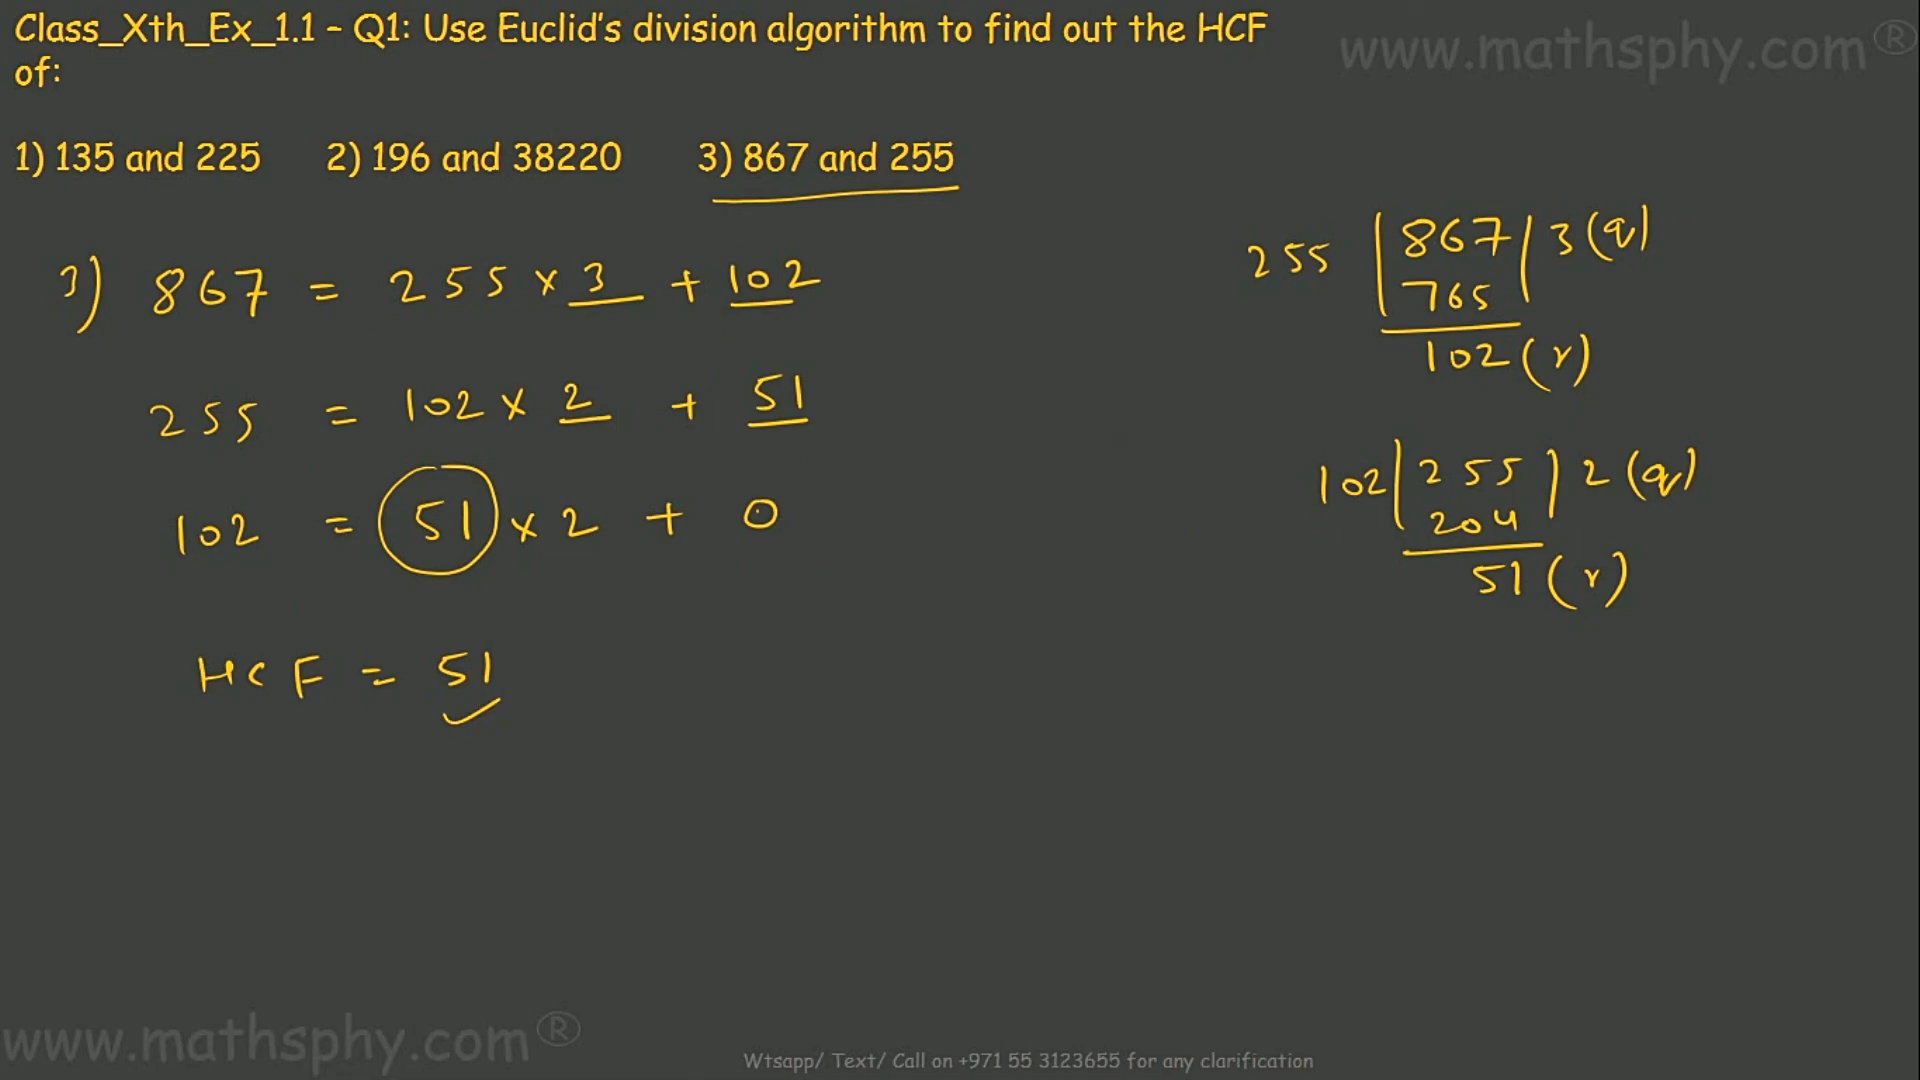 Class_Xth_Ex_1.1 – Q1: Use Euclid's division algorithm to find out the HCF
of:
www.mathsphy.com®
1) 135 and 225 2) 196 and 38220 3) 867 and 255
3) 867 = 255 × 3 + 102
255 = 102 × 2 + 51
102 = 51 × 2 + 0
HCF = 51
255 | 867 | 3 (q)
765
102 (r)
102 | 255 | 2 (q)
204
51 (r)
www.mathsphy.com®
Wtsapp/ Text/ Call on +971 55 3123655 for any clarification